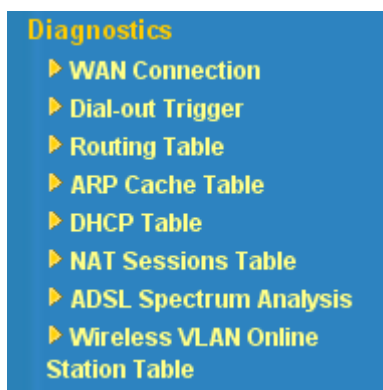 Diagnostics
WAN Connection
Dial-out Trigger
Routing Table
ARP Cache Table
DHCP Table
NAT Sessions Table
ADSL Spectrum Analysis
Wireless VLAN Online
Station Table